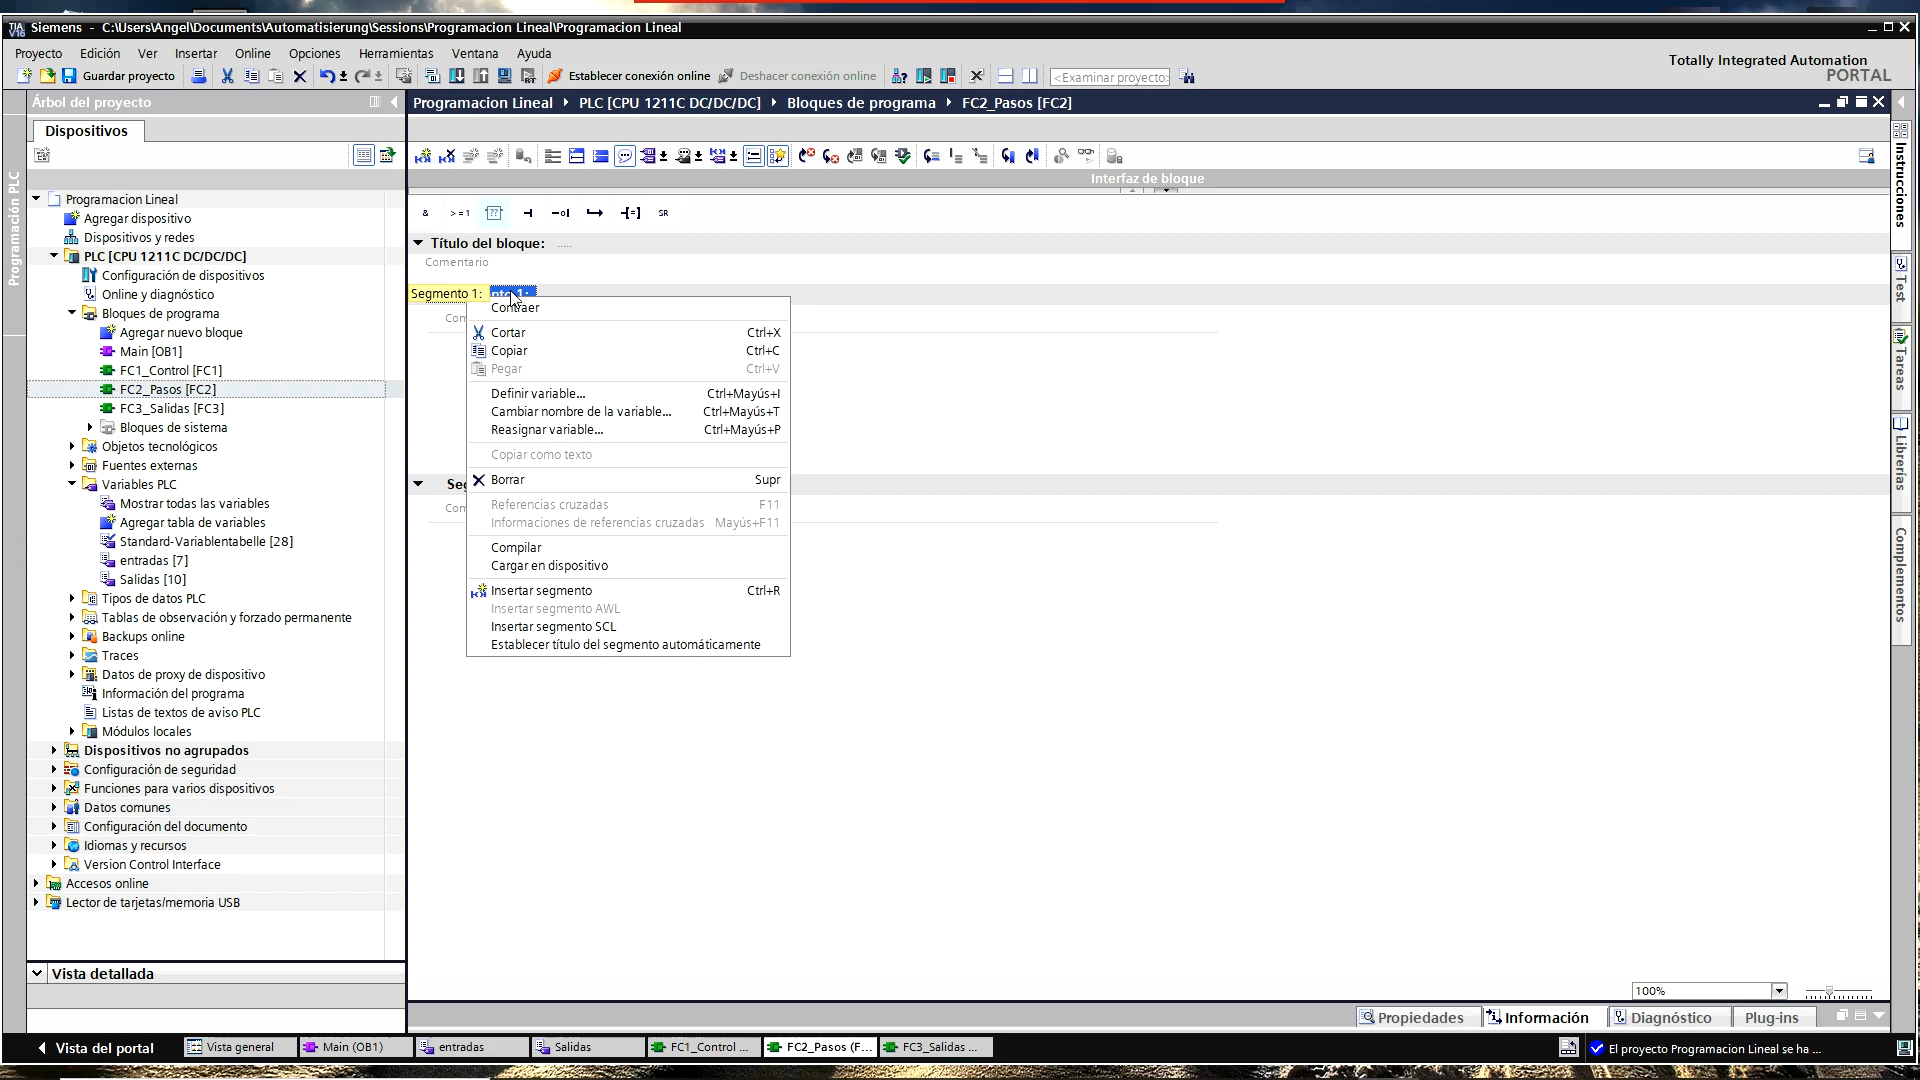 Siemens - C:\Users\Angel\Documents\Automatisierung\Sessions\Programacion Lineal\Programacion Lineal
Proyecto Edición Ver Insertar Online Opciones Herramientas Ventana Ayuda
Totally Integrated Automation
PORTAL
Guardar proyecto
Establecer conexión online
Deshacer conexión online
<Examinar proyecto>
Árbol del proyecto
Programacion Lineal PLC [CPU 1211C DC/DC/DC] Bloques de programa FC2_Pasos [FC2]
Dispositivos
Programación PLC
Programacion Lineal
Agregar dispositivo
Dispositivos y redes
PLC [CPU 1211C DC/DC/DC]
Configuración de dispositivos
Online y diagnóstico
Bloques de programa
Agregar nuevo bloque
Main [OB1]
FC1_Control [FC1]
FC2_Pasos [FC2]
FC3_Salidas [FC3]
Bloques de sistema
Objetos tecnológicos
Fuentes externas
Variables PLC
Mostrar todas las variables
Agregar tabla de variables
Standard-Variablentabelle [28]
entradas [7]
Salidas [10]
Tipos de datos PLC
Tablas de observación y forzado permanente
Backups online
Traces
Datos de proxy de dispositivo
Información del programa
Listas de textos de aviso PLC
Módulos locales
Dispositivos no agrupados
Configuración de seguridad
Funciones para varios dispositivos
Datos comunes
Configuración del documento
Idiomas y recursos
Version Control Interface
Accesos online
Lector de tarjetas/memoria USB
Vista detallada
Interfaz de bloque
& >=1 ?? -| -o| -[=] SR
Título del bloque: .....
Comentario
Segmento 1:
Contraer
Cortar Ctrl+X
Copiar Ctrl+C
Pegar Ctrl+V
Definir variable... Ctrl+Mayús+I
Cambiar nombre de la variable... Ctrl+Mayús+T
Reasignar variable... Ctrl+Mayús+P
Copiar como texto
Borrar Supr
Referencias cruzadas F11
Informaciones de referencias cruzadas Mayús+F11
Compilar
Cargar en dispositivo
Insertar segmento Ctrl+R
Insertar segmento AWL
Insertar segmento SCL
Establecer título del segmento automáticamente
Instrucciones
Test
Tareas
Librerías
Complementos
100%
Propiedades Información Diagnóstico Plug-ins
Vista del portal Vista general Main (OB1) entradas Salidas FC1_Control ... FC2_Pasos (F... FC3_Salidas ...
El proyecto Programacion Lineal se ha ...